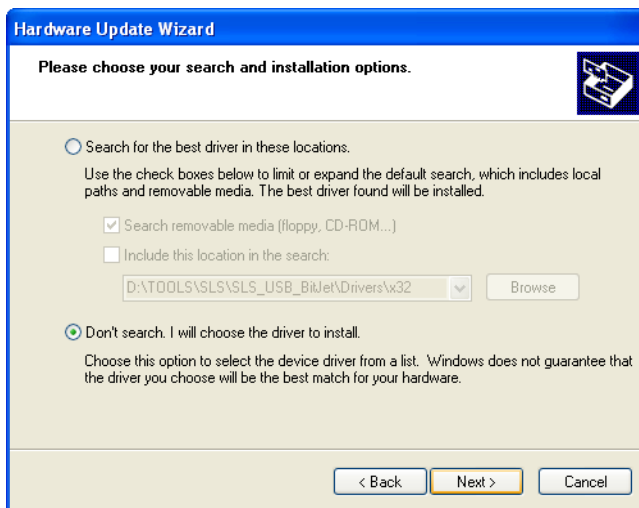 Hardware Update Wizard
Please choose your search and installation options.
Search for the best driver in these locations.
Use the check boxes below to limit or expand the default search, which includes local
paths and removable media. The best driver found will be installed.
Search removable media (floppy, CD-ROM...)
Include this location in the search:
D:\TOOLS\SLS\SLS_USB_BitJet\Drivers\x32
Browse
Don't search. I will choose the driver to install.
Choose this option to select the device driver from a list. Windows does not guarantee that
the driver you choose will be the best match for your hardware.
< Back
Next >
Cancel